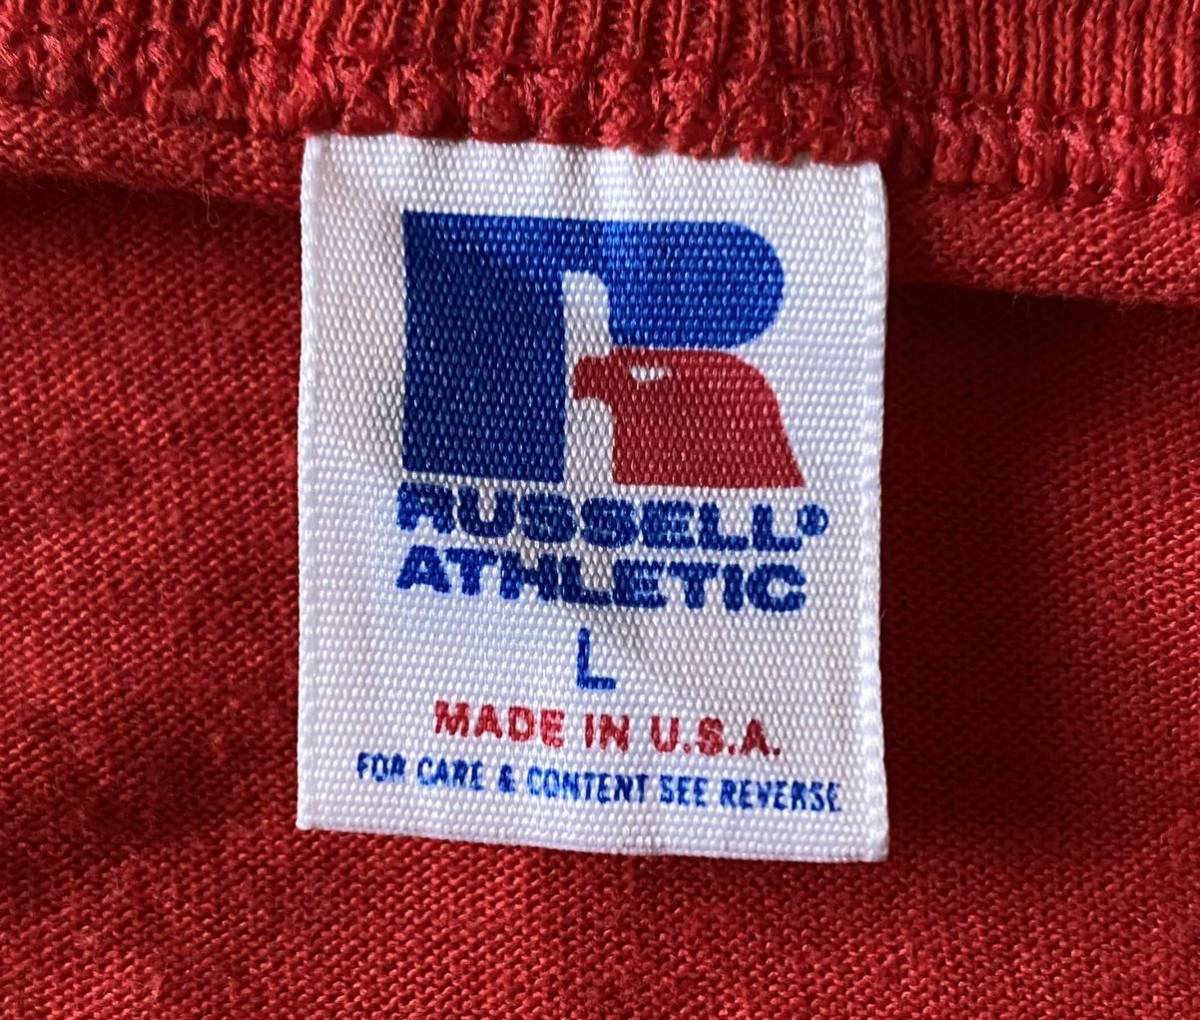 RUSSELL®
ATHLETIC
L
MADE IN U.S.A.
FOR CARE & CONTENT SEE REVERSE